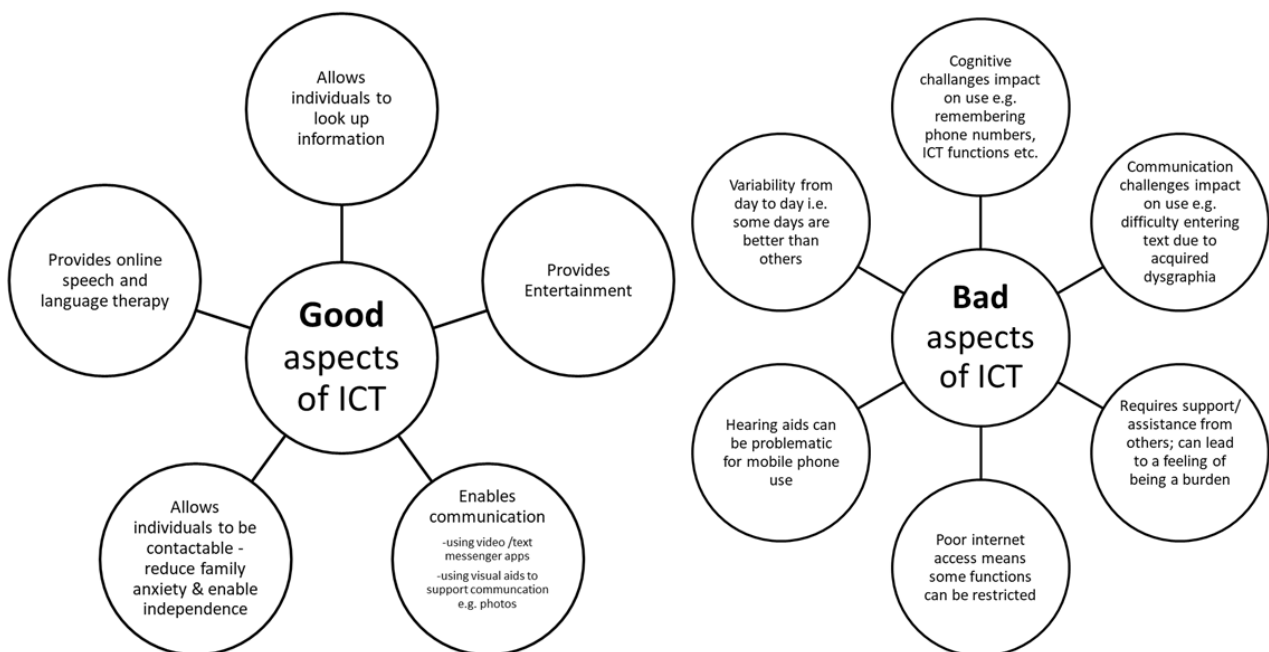 Good
aspects
of ICT
Allows
individuals to
look up
information
Provides
Entertainment
Enables
communication
-using video /text
messenger apps
-using visual aids to
support communcation
e.g. photos
Allows
individuals to be
contactable -
reduce family
anxiety & enable
independence
Provides online
speech and
language therapy
Bad
aspects
of ICT
Cognitive
challanges impact
on use e.g.
remembering
phone numbers,
ICT functions etc.
Communication
challenges impact
on use e.g.
difficulty entering
text due to
acquired
dysgraphia
Requires support/
assistance from
others; can lead
to a feeling of
being a burden
Poor internet
access means
some functions
can be restricted
Hearing aids can
be problematic
for mobile phone
use
Variability from
day to day i.e.
some days are
better than
others